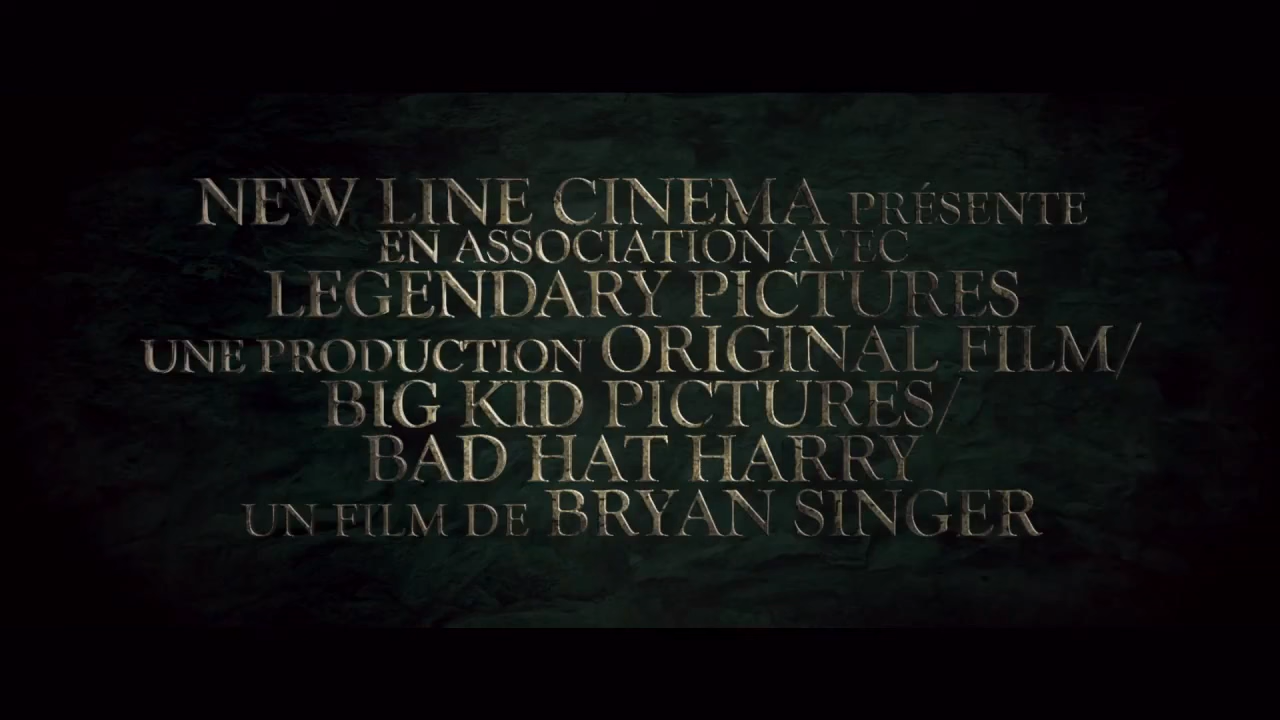 NEW LINE CINEMA PRÉSENTE
EN ASSOCIATION AVEC
LEGENDARY PICTURES
UNE PRODUCTION ORIGINAL FILM/
BIG KID PICTURES/
BAD HAT HARRY
UN FILM DE BRYAN SINGER